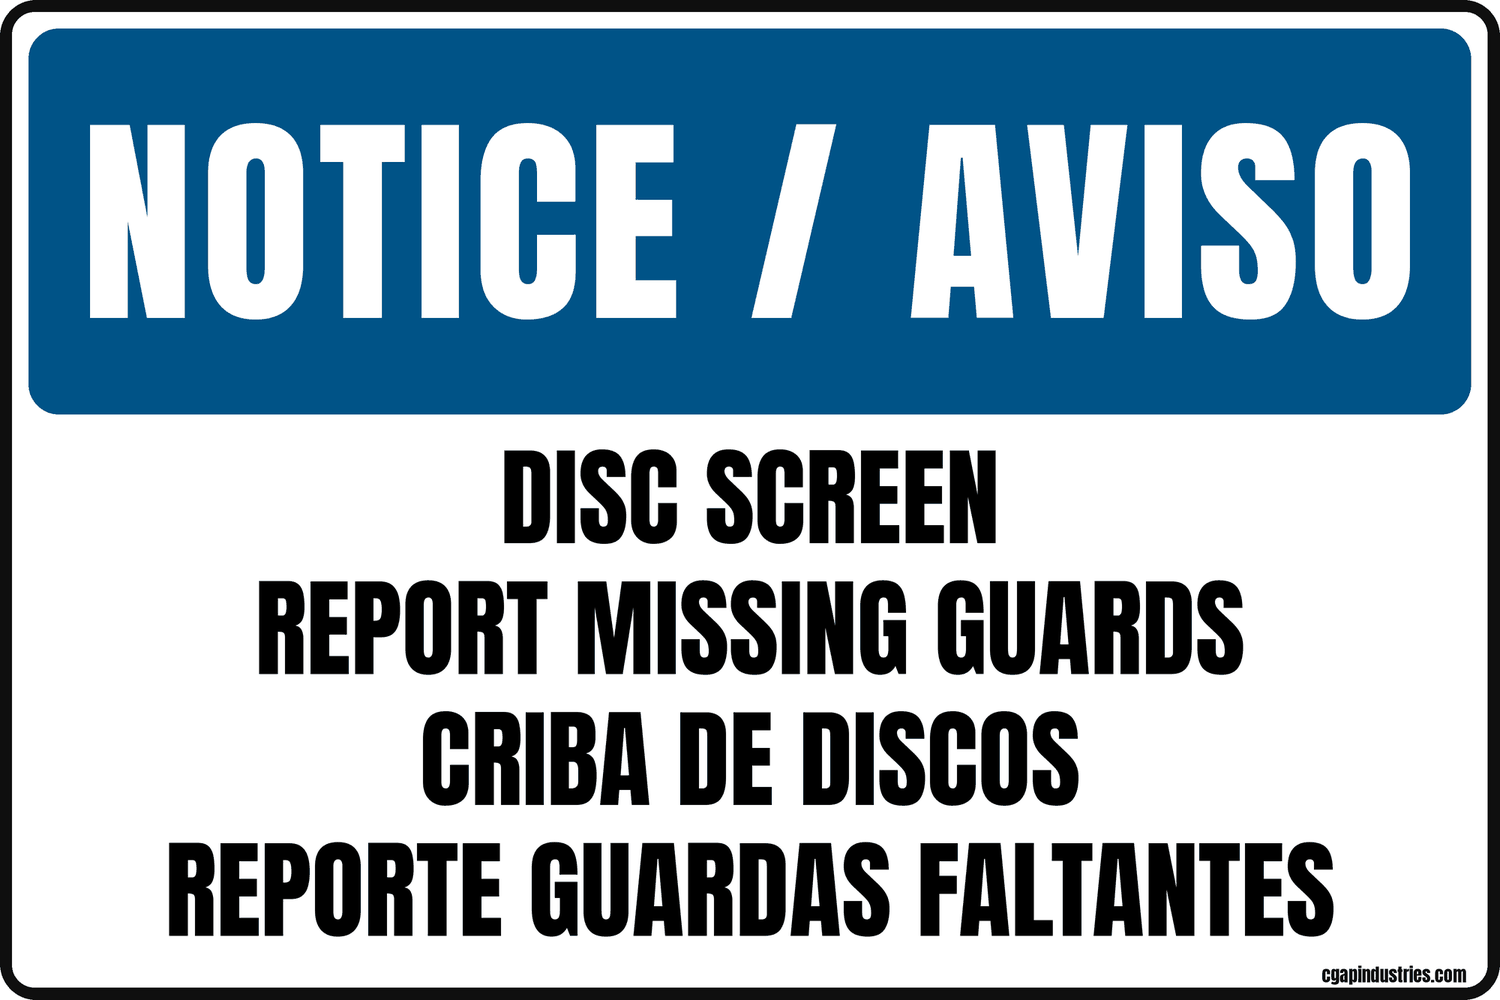 NOTICE / AVISO
DISC SCREEN
REPORT MISSING GUARDS
CRIBA DE DISCOS
REPORTE GUARDAS FALTANTES
cgapindustries.com